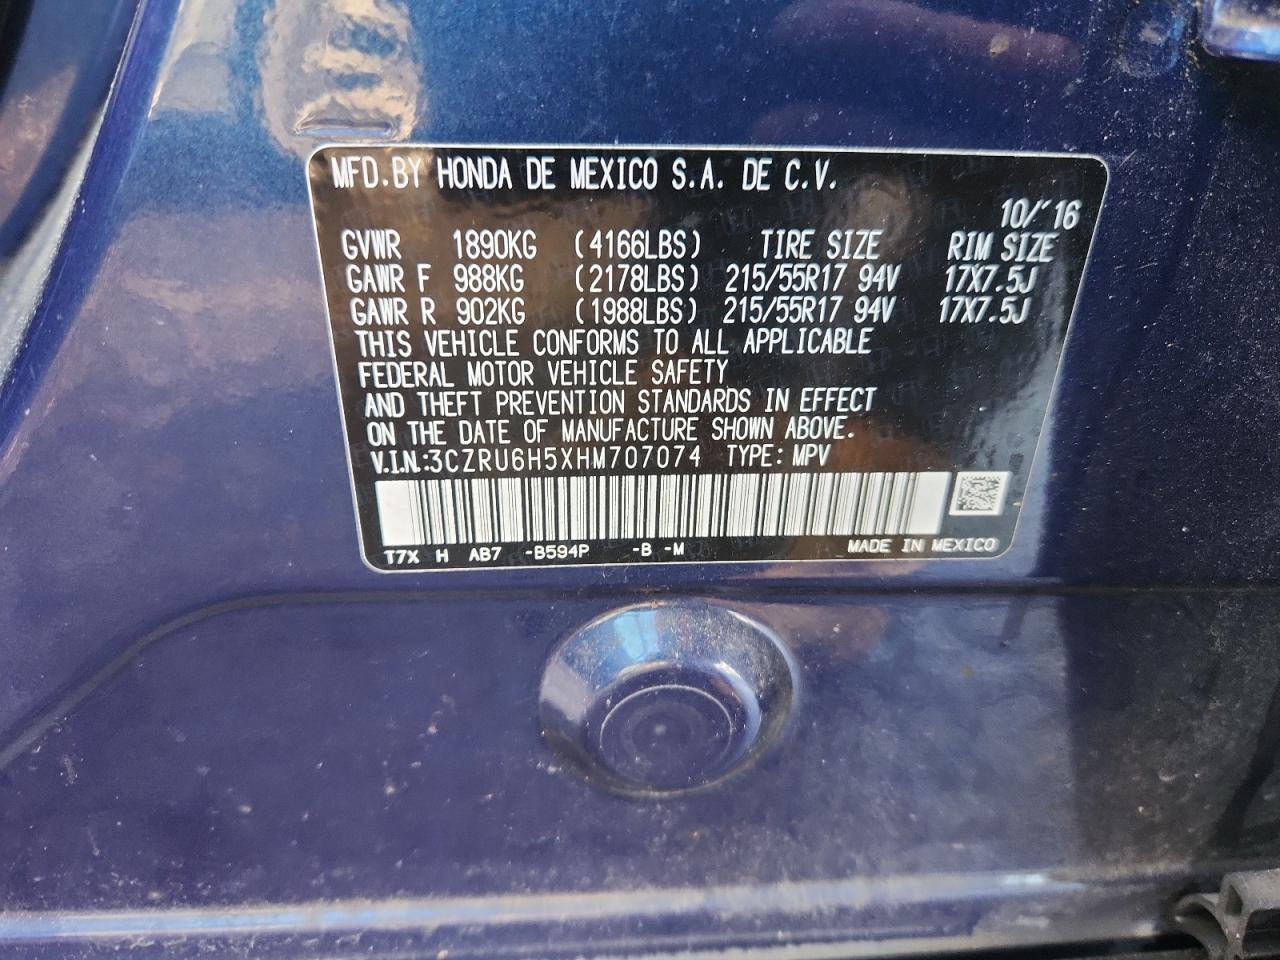 MFD.BY HONDA DE MEXICO S.A. DE C.V.
10/'16
GVWR 1890KG (4166LBS) TIRE SIZE RIM SIZE
GAWR F 988KG (2178LBS) 215/55R17 94V 17X7.5J
GAWR R 902KG (1988LBS) 215/55R17 94V 17X7.5J
THIS VEHICLE CONFORMS TO ALL APPLICABLE
FEDERAL MOTOR VEHICLE SAFETY
AND THEFT PREVENTION STANDARDS IN EFFECT
ON THE DATE OF MANUFACTURE SHOWN ABOVE.
V.I.N.:3CZRU6H5XHM707074 TYPE: MPV
T7X H AB7 -B594P -B -M MADE IN MEXICO